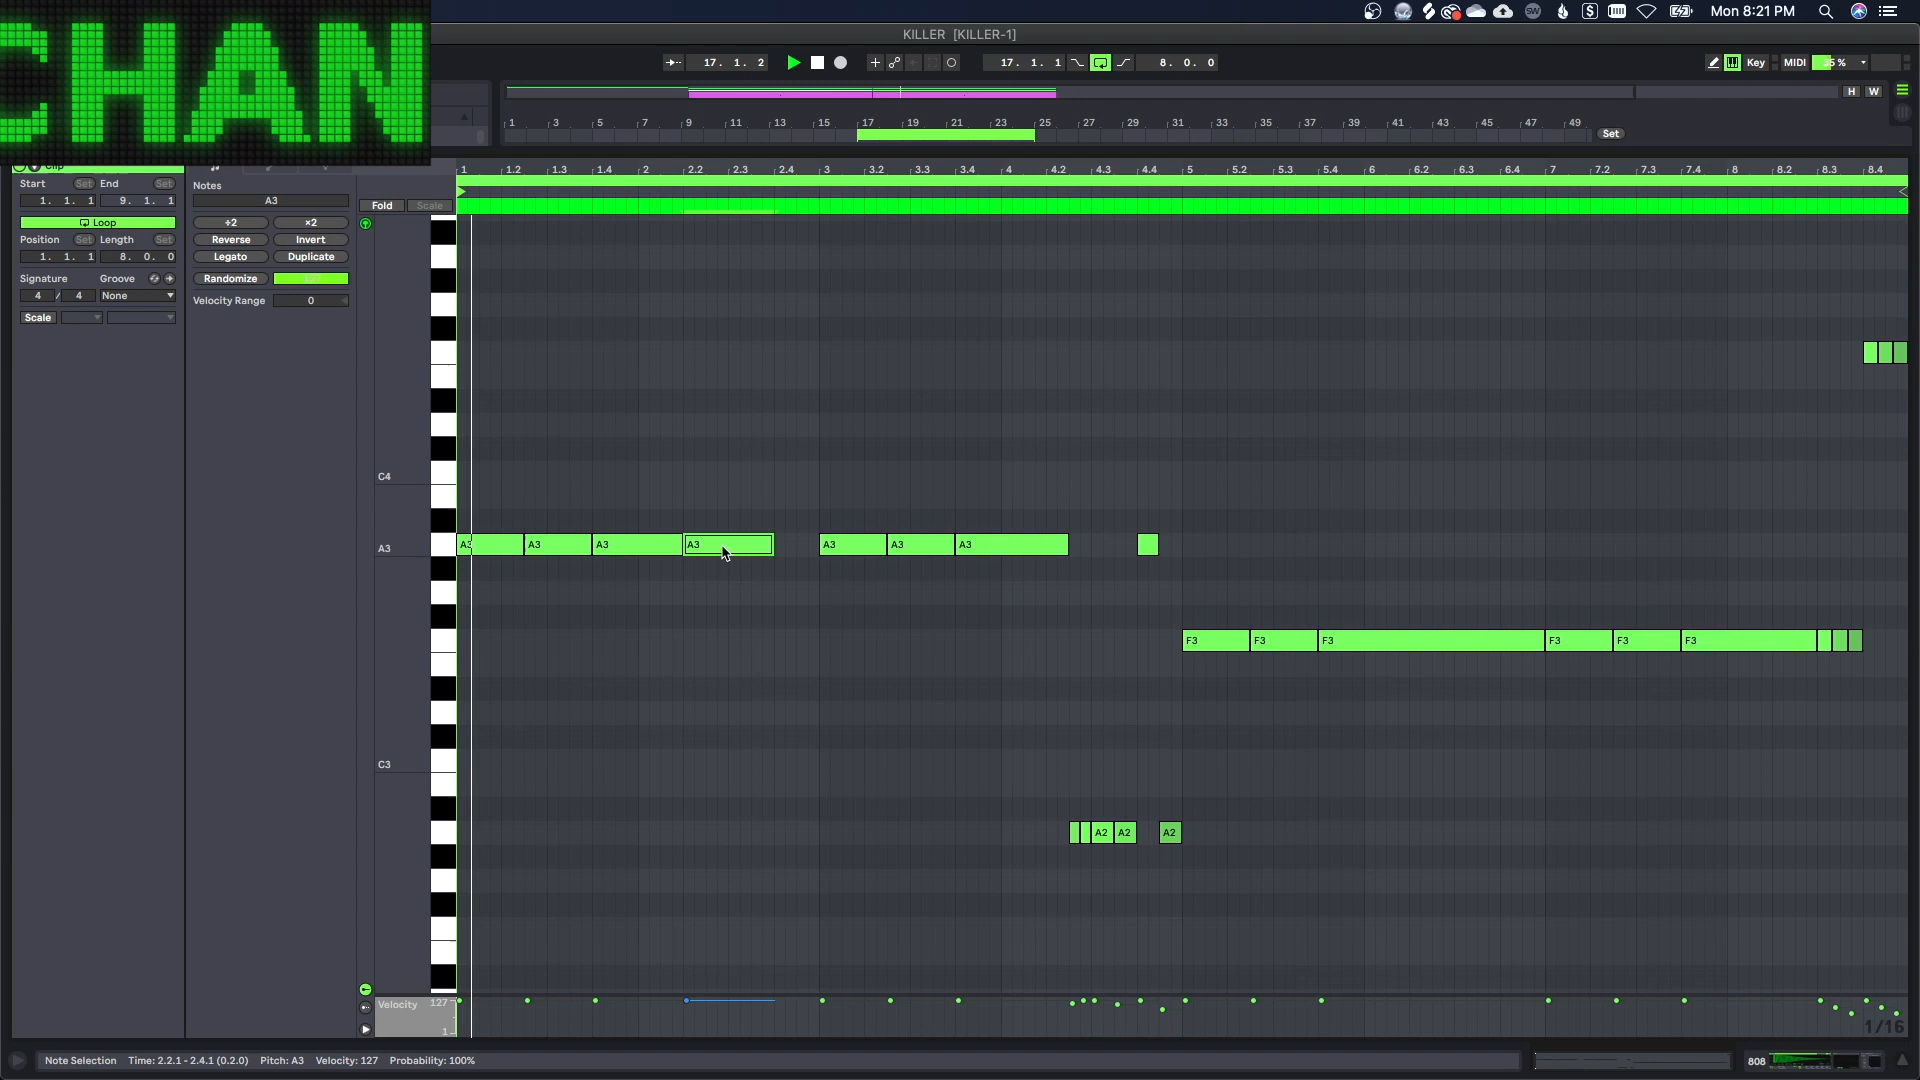 CHAN
Mon 8:21 PM
KILLER [KILLER-1]
17. 1. 2
17. 1. 1
8. 0. 0
Key
MIDI
35 %
H
W
1 3 5 7 9 11 13 15 17 19 21 23 25 27 29 31 33 35 37 39 41 43 45 47 49
Set
Clip
1 1.2 1.3 1.4 2 2.2 2.3 2.4 3 3.2 3.3 3.4 4 4.2 4.3 4.4 5 5.2 5.3 5.4 6 6.2 6.3 6.4 7 7.2 7.3 7.4 8 8.2 8.3 8.4
Start Set End Set
1. 1. 1
9. 1. 1
Loop
Position Set Length Set
1. 1. 1
8. 0. 0
Signature
Groove
4 / 4
None
Scale
Notes
A3
÷2
×2
Reverse
Invert
Legato
Duplicate
Randomize
Velocity Range
0
Fold
Scale
C4
A3
A3 A3 A3 A3 A3 A3 A3
F3 F3 F3 F3 F3 F3
C3
A2 A2 A2
Velocity
127
1
1/16
Note Selection Time: 2.2.1 - 2.4.1 (0.2.0) Pitch: A3 Velocity: 127 Probability: 100%
808